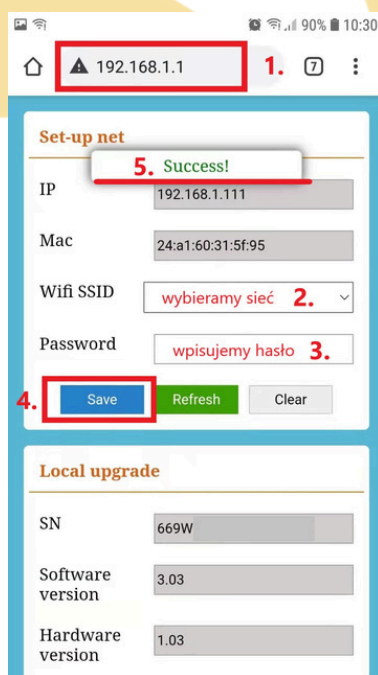 90% 10:30
192.168.1.1 1. 7
Set-up net
5. Success!
IP 192.168.1.111
Mac 24:a1:60:31:5f:95
Wifi SSID wybieramy sieć 2.
Password wpisujemy hasło 3.
4. Save Refresh Clear
Local upgrade
SN 669W
Software
version 3.03
Hardware
version 1.03